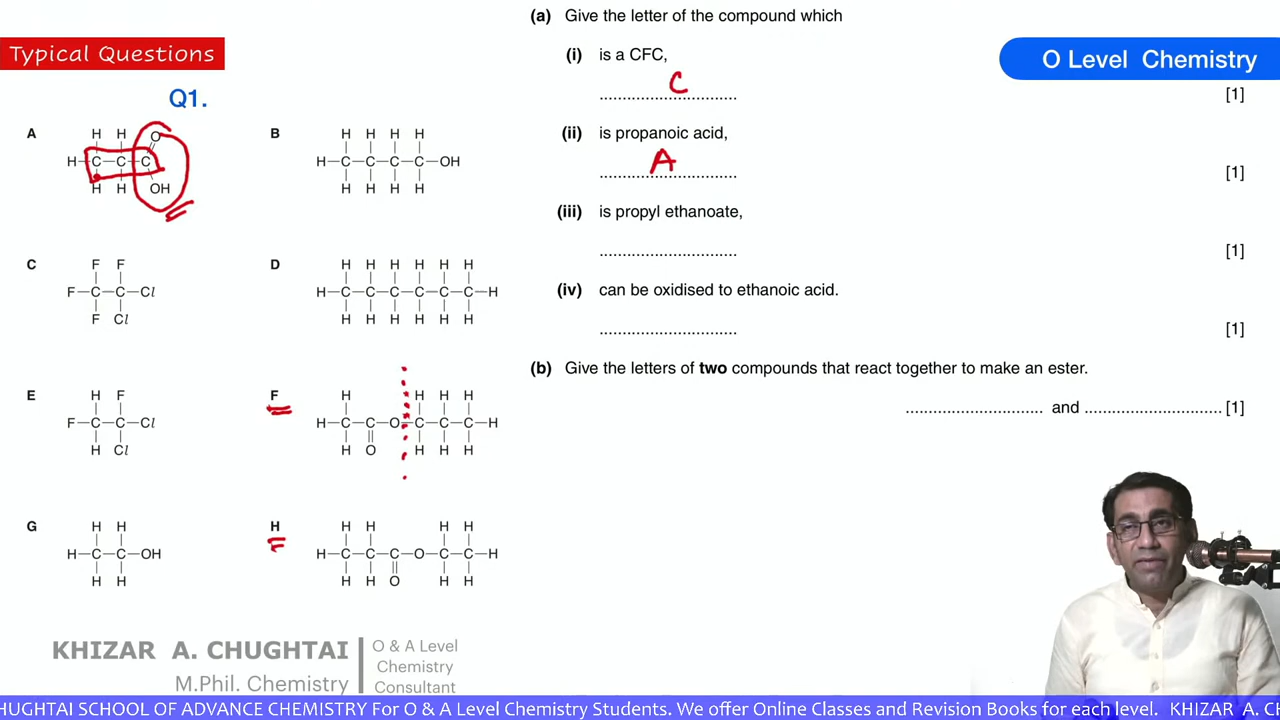 Typical Questions
O Level Chemistry
Q1.
A
H H O
H C C C
H H OH
B
H H H H
H C C C C OH
H H H H
C
F F
F C C Cl
F Cl
D
H H H H H H
H C C C C C C H
H H H H H H
E
H F
F C C Cl
H Cl
F
H H H H
H C C O C C C H
H O H H H
G
H H
H C C OH
H H
H
H H H H
H C C C O C C H
H H O H H
(a) Give the letter of the compound which
(i) is a CFC,
C
.............................. [1]
(ii) is propanoic acid,
A
.............................. [1]
(iii) is propyl ethanoate,
.............................. [1]
(iv) can be oxidised to ethanoic acid.
.............................. [1]
(b) Give the letters of two compounds that react together to make an ester.
.............................. and .............................. [1]
KHIZAR A. CHUGHTAI
M.Phil. Chemistry
O & A Level
Chemistry
Consultant
HUGHTAI SCHOOL OF ADVANCE CHEMISTRY For O & A Level Chemistry Students. We offer Online Classes and Revision Books for each level. KHIZAR A. C